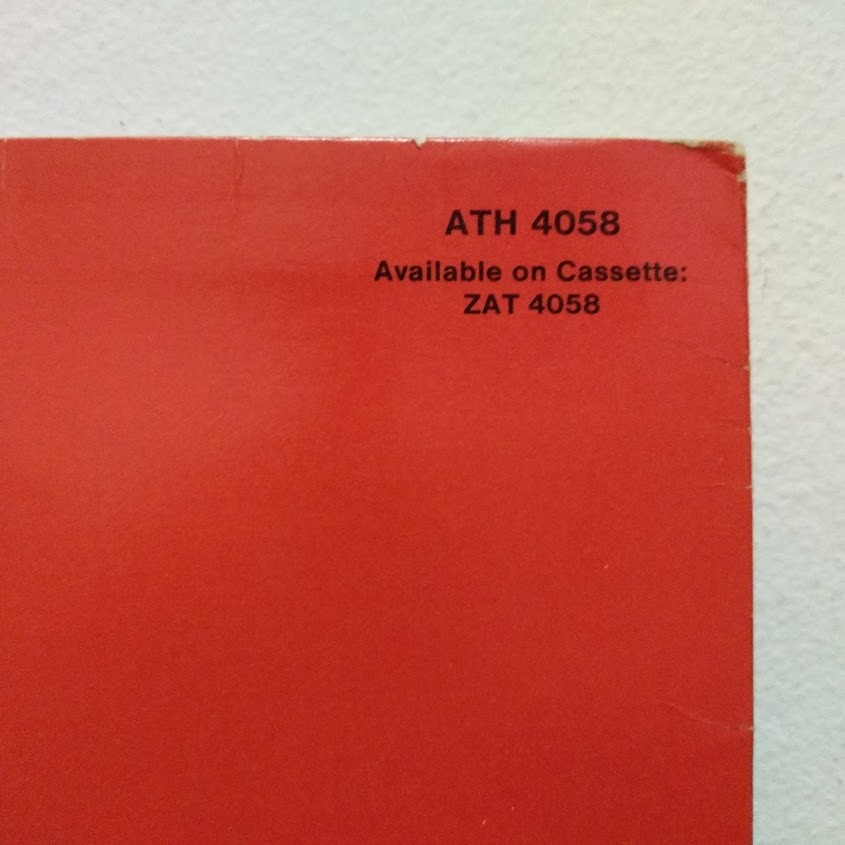 ATH 4058
Available on Cassette:
ZAT 4058